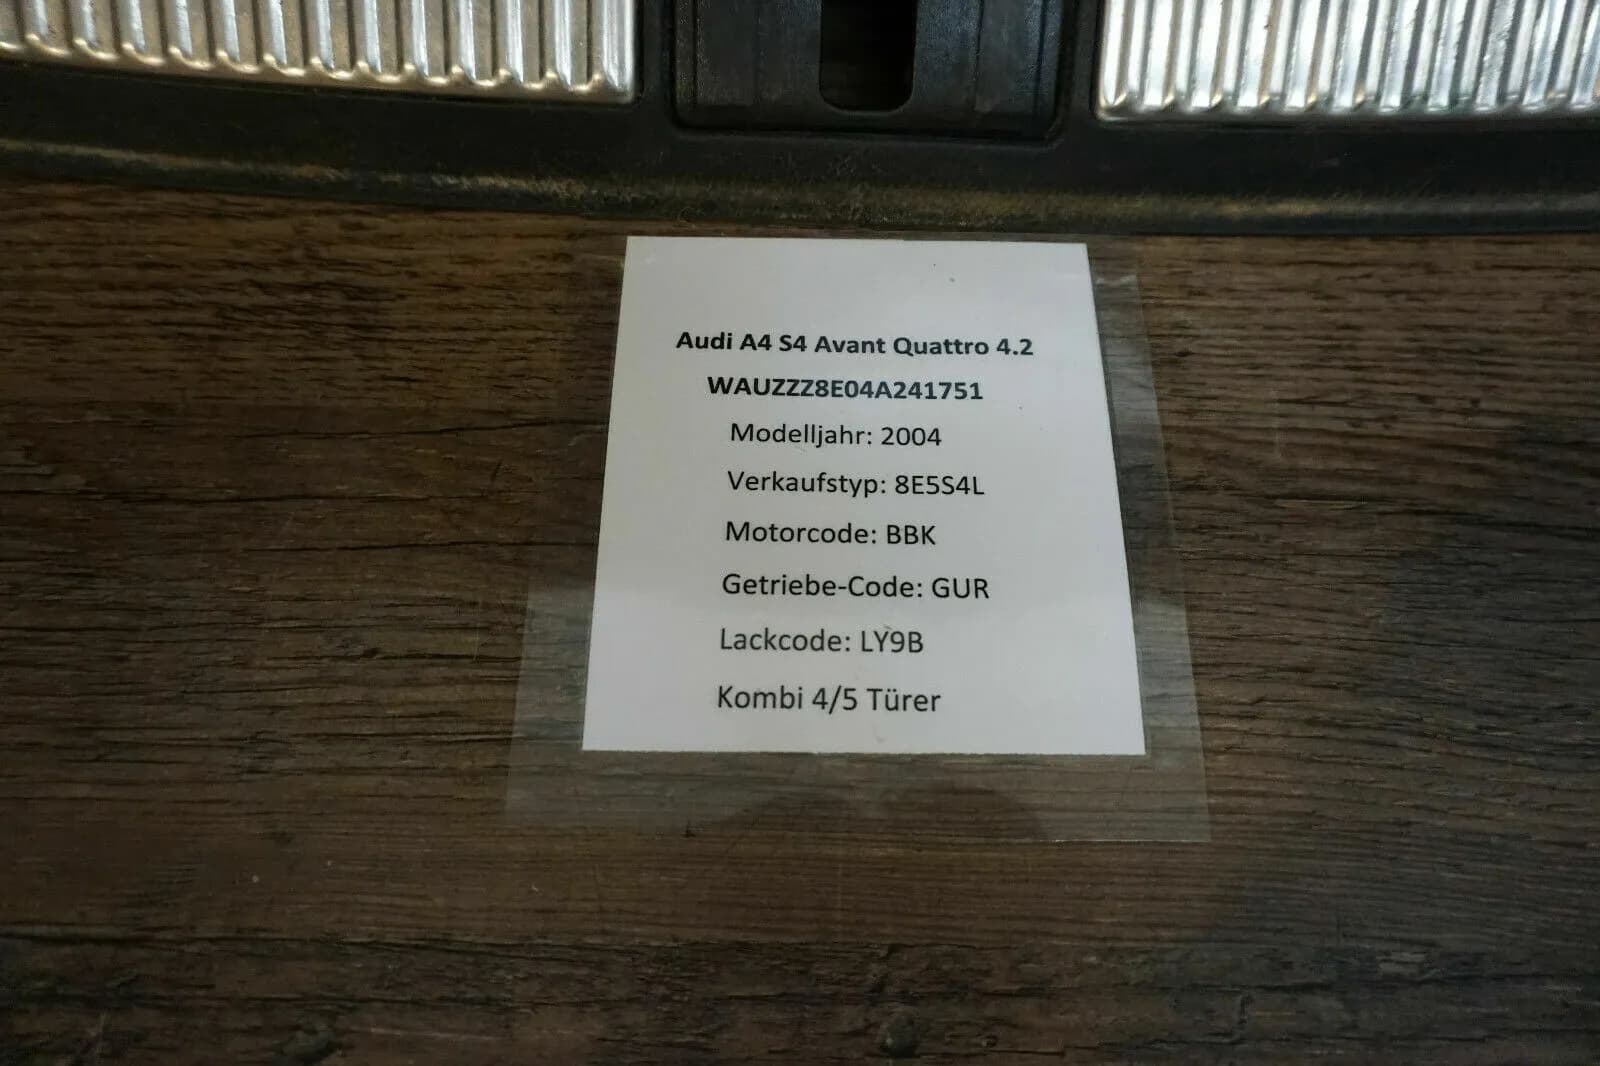 Audi A4 S4 Avant Quattro 4.2
WAUZZZ8E04A241751
Modelljahr: 2004
Verkaufstyp: 8E5S4L
Motorcode: BBK
Getriebe-Code: GUR
Lackcode: LY9B
Kombi 4/5 Türer